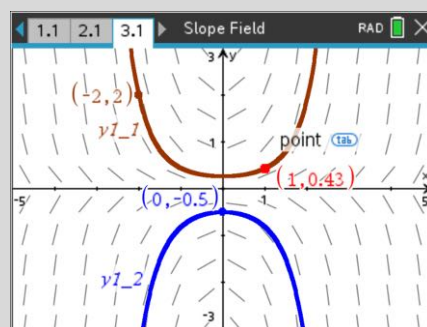 1.1 2.1 3.1 Slope Field RAD
3 y
(-2,2)
y1_1
1
point tab
(1,0.43)
-5 (0,-0.5) 1 5
x
y1_2
-3